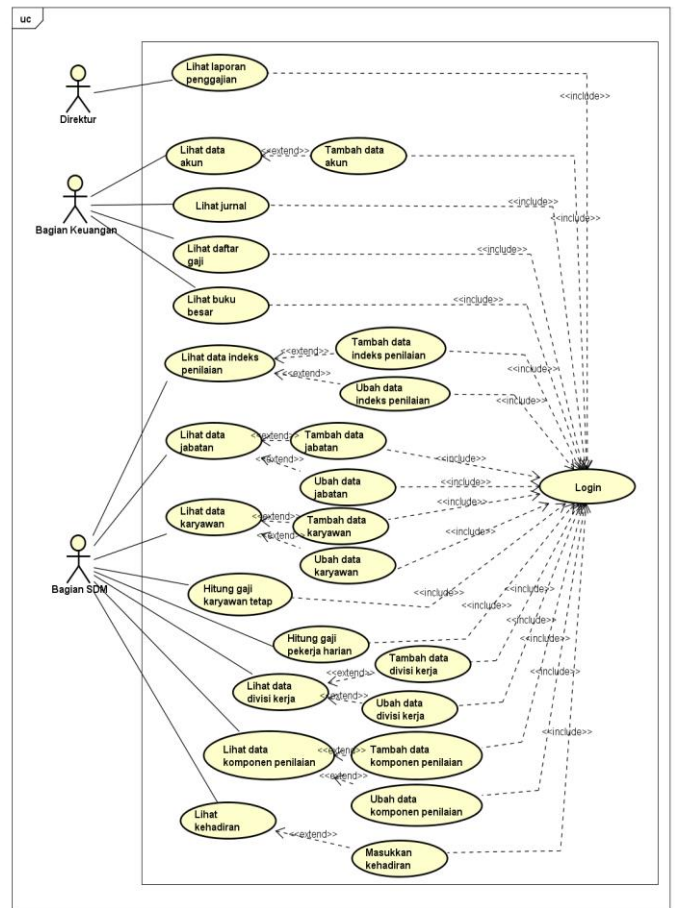 uc
Lihat laporan
penggajian
<<include>>
Direktur
Lihat data
akun
<<extend>>
Tambah data
akun
<<include>>
Bagian Keuangan
Lihat jurnal
<<include>>
Lihat daftar
gaji
<<include>>
Lihat buku
besar
<<include>>
Lihat data indeks
penilaian
<<extend>>
Tambah data
indeks penilaian
<<include>>
<<extend>>
Ubah data
indeks penilaian
<<include>>
Lihat data
jabatan
<<extend>>
Tambah data
jabatan
<<include>>
<<extend>>
Ubah data
jabatan
<<include>>
Login
Lihat data
karyawan
<<extend>>
Tambah data
karyawan
<<include>>
<<extend>>
Ubah data
karyawan
<<include>>
Bagian SDM
Hitung gaji
karyawan tetap
<<include>>
Hitung gaji
pekerja harian
<<include>>
Lihat data
divisi kerja
<<extend>>
Tambah data
divisi kerja
<<include>>
<<extend>>
Ubah data
divisi kerja
<<include>>
Lihat data
komponen penilaian
<<extend>>
Tambah data
komponen penilaian
<<include>>
<<extend>>
Ubah data
komponen penilaian
<<include>>
Lihat
kehadiran
<<extend>>
Masukkan
kehadiran
<<include>>